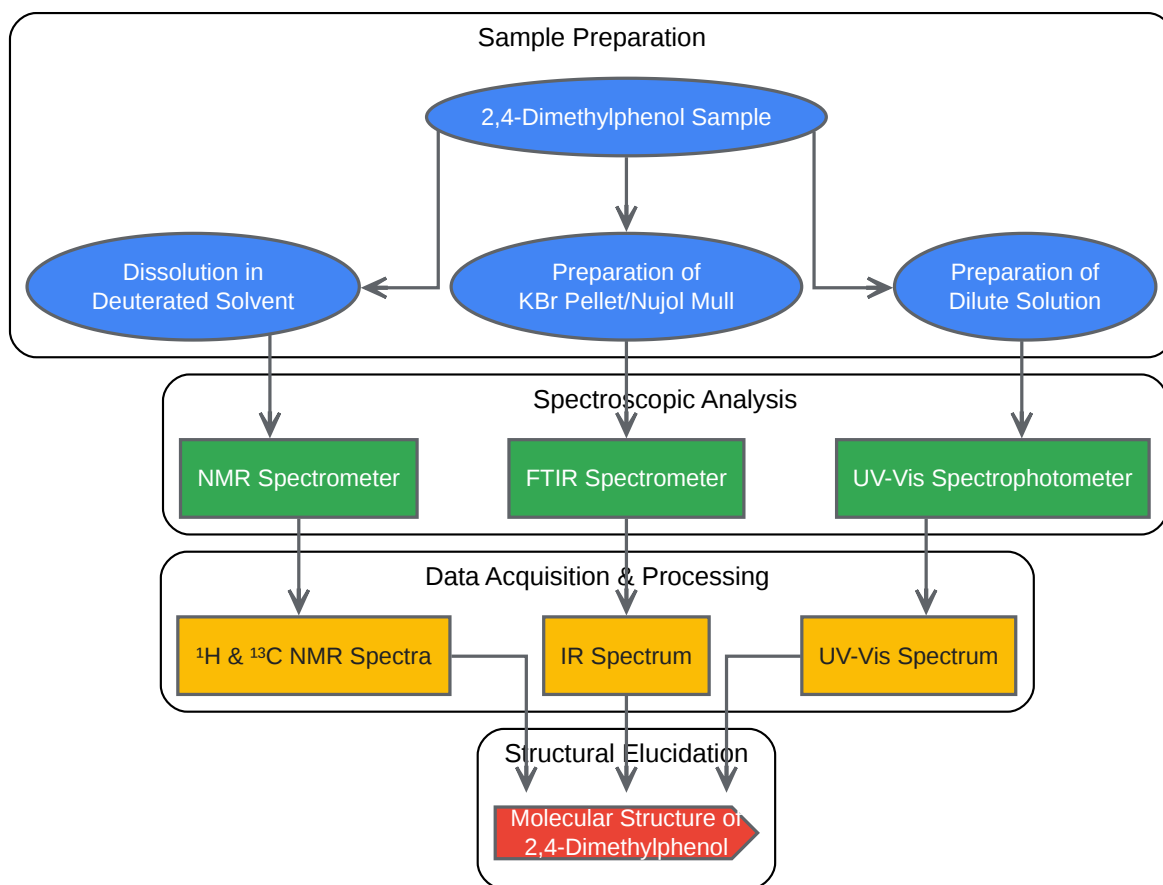 Sample Preparation
2,4-Dimethylphenol Sample
Dissolution in
Deuterated Solvent
Preparation of
KBr Pellet/Nujol Mull
Preparation of
Dilute Solution
Spectroscopic Analysis
NMR Spectrometer
FTIR Spectrometer
UV-Vis Spectrophotometer
Data Acquisition & Processing
¹H & ¹³C NMR Spectra
IR Spectrum
UV-Vis Spectrum
Structural Elucidation
Molecular Structure of
2,4-Dimethylphenol